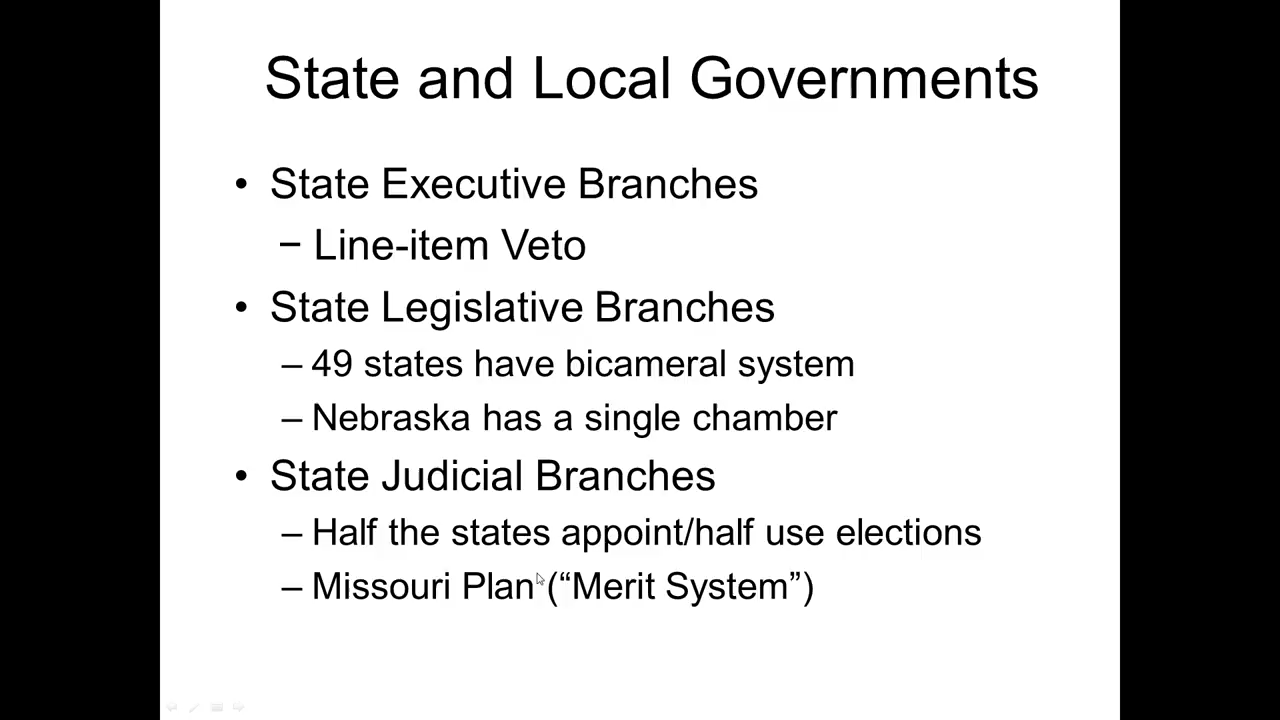 State and Local Governments
• State Executive Branches
– Line-item Veto
• State Legislative Branches
– 49 states have bicameral system
– Nebraska has a single chamber
• State Judicial Branches
– Half the states appoint/half use elections
– Missouri Plan (“Merit System”)